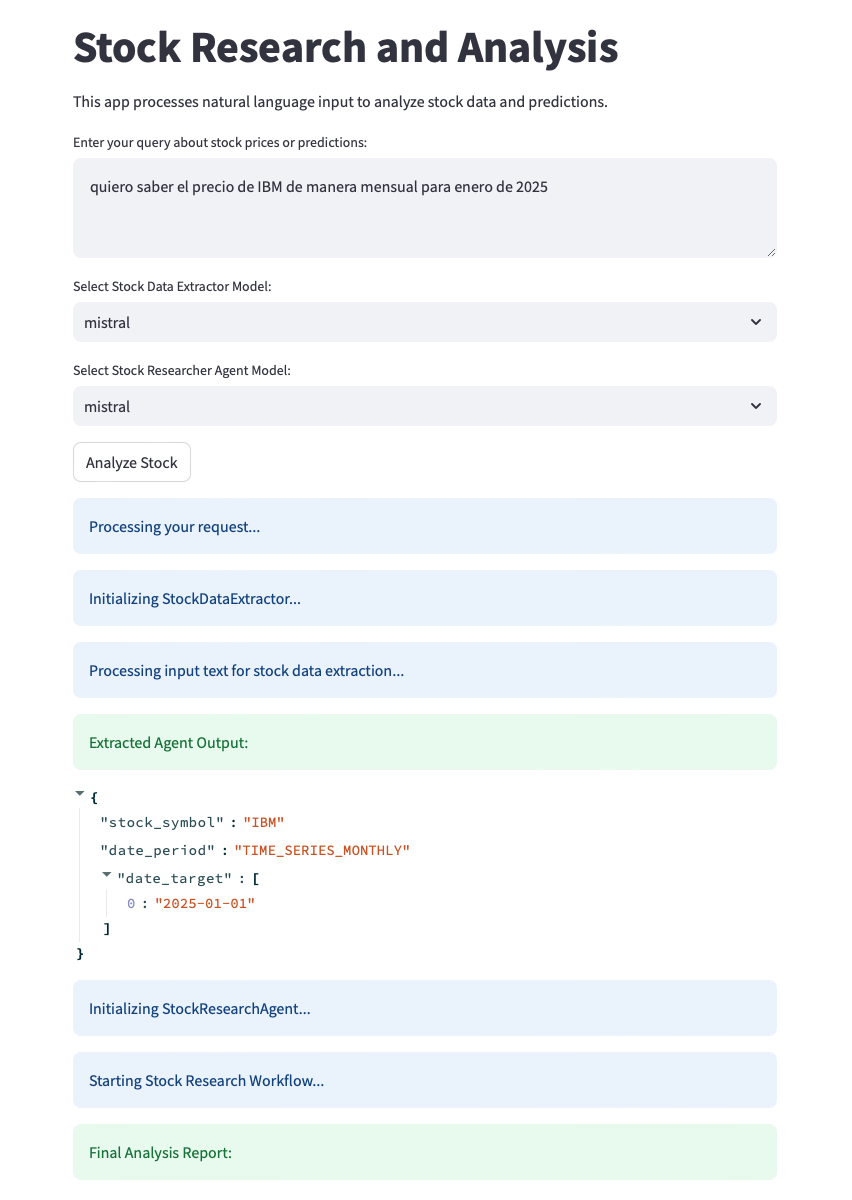 Stock Research and Analysis
This app processes natural language input to analyze stock data and predictions.
Enter your query about stock prices or predictions:
quiero saber el precio de IBM de manera mensual para enero de 2025
Select Stock Data Extractor Model:
mistral
Select Stock Researcher Agent Model:
mistral
Analyze Stock
Processing your request...
Initializing StockDataExtractor...
Processing input text for stock data extraction...
Extracted Agent Output:
{
"stock_symbol" : "IBM"
"date_period" : "TIME_SERIES_MONTHLY"
"date_target" : [
0 : "2025-01-01"
]
}
Initializing StockResearchAgent...
Starting Stock Research Workflow...
Final Analysis Report: